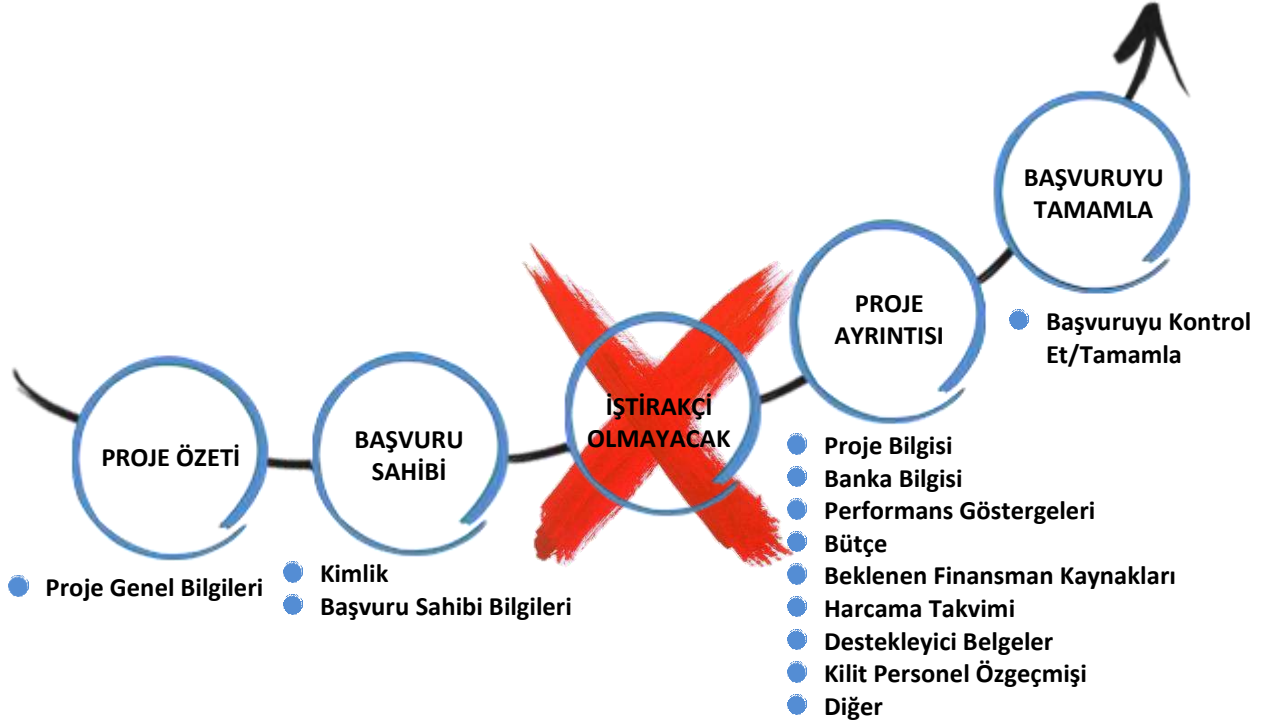 PROJE ÖZETİ
Proje Genel Bilgileri
BAŞVURU
SAHİBİ
Kimlik
Başvuru Sahibi Bilgileri
İŞTİRAKÇİ
OLMAYACAK
PROJE
AYRINTISI
Proje Bilgisi
Banka Bilgisi
Performans Göstergeleri
Bütçe
Beklenen Finansman Kaynakları
Harcama Takvimi
Destekleyici Belgeler
Kilit Personel Özgeçmişi
Diğer
BAŞVURUYU
TAMAMLA
Başvuruyu Kontrol
Et/Tamamla